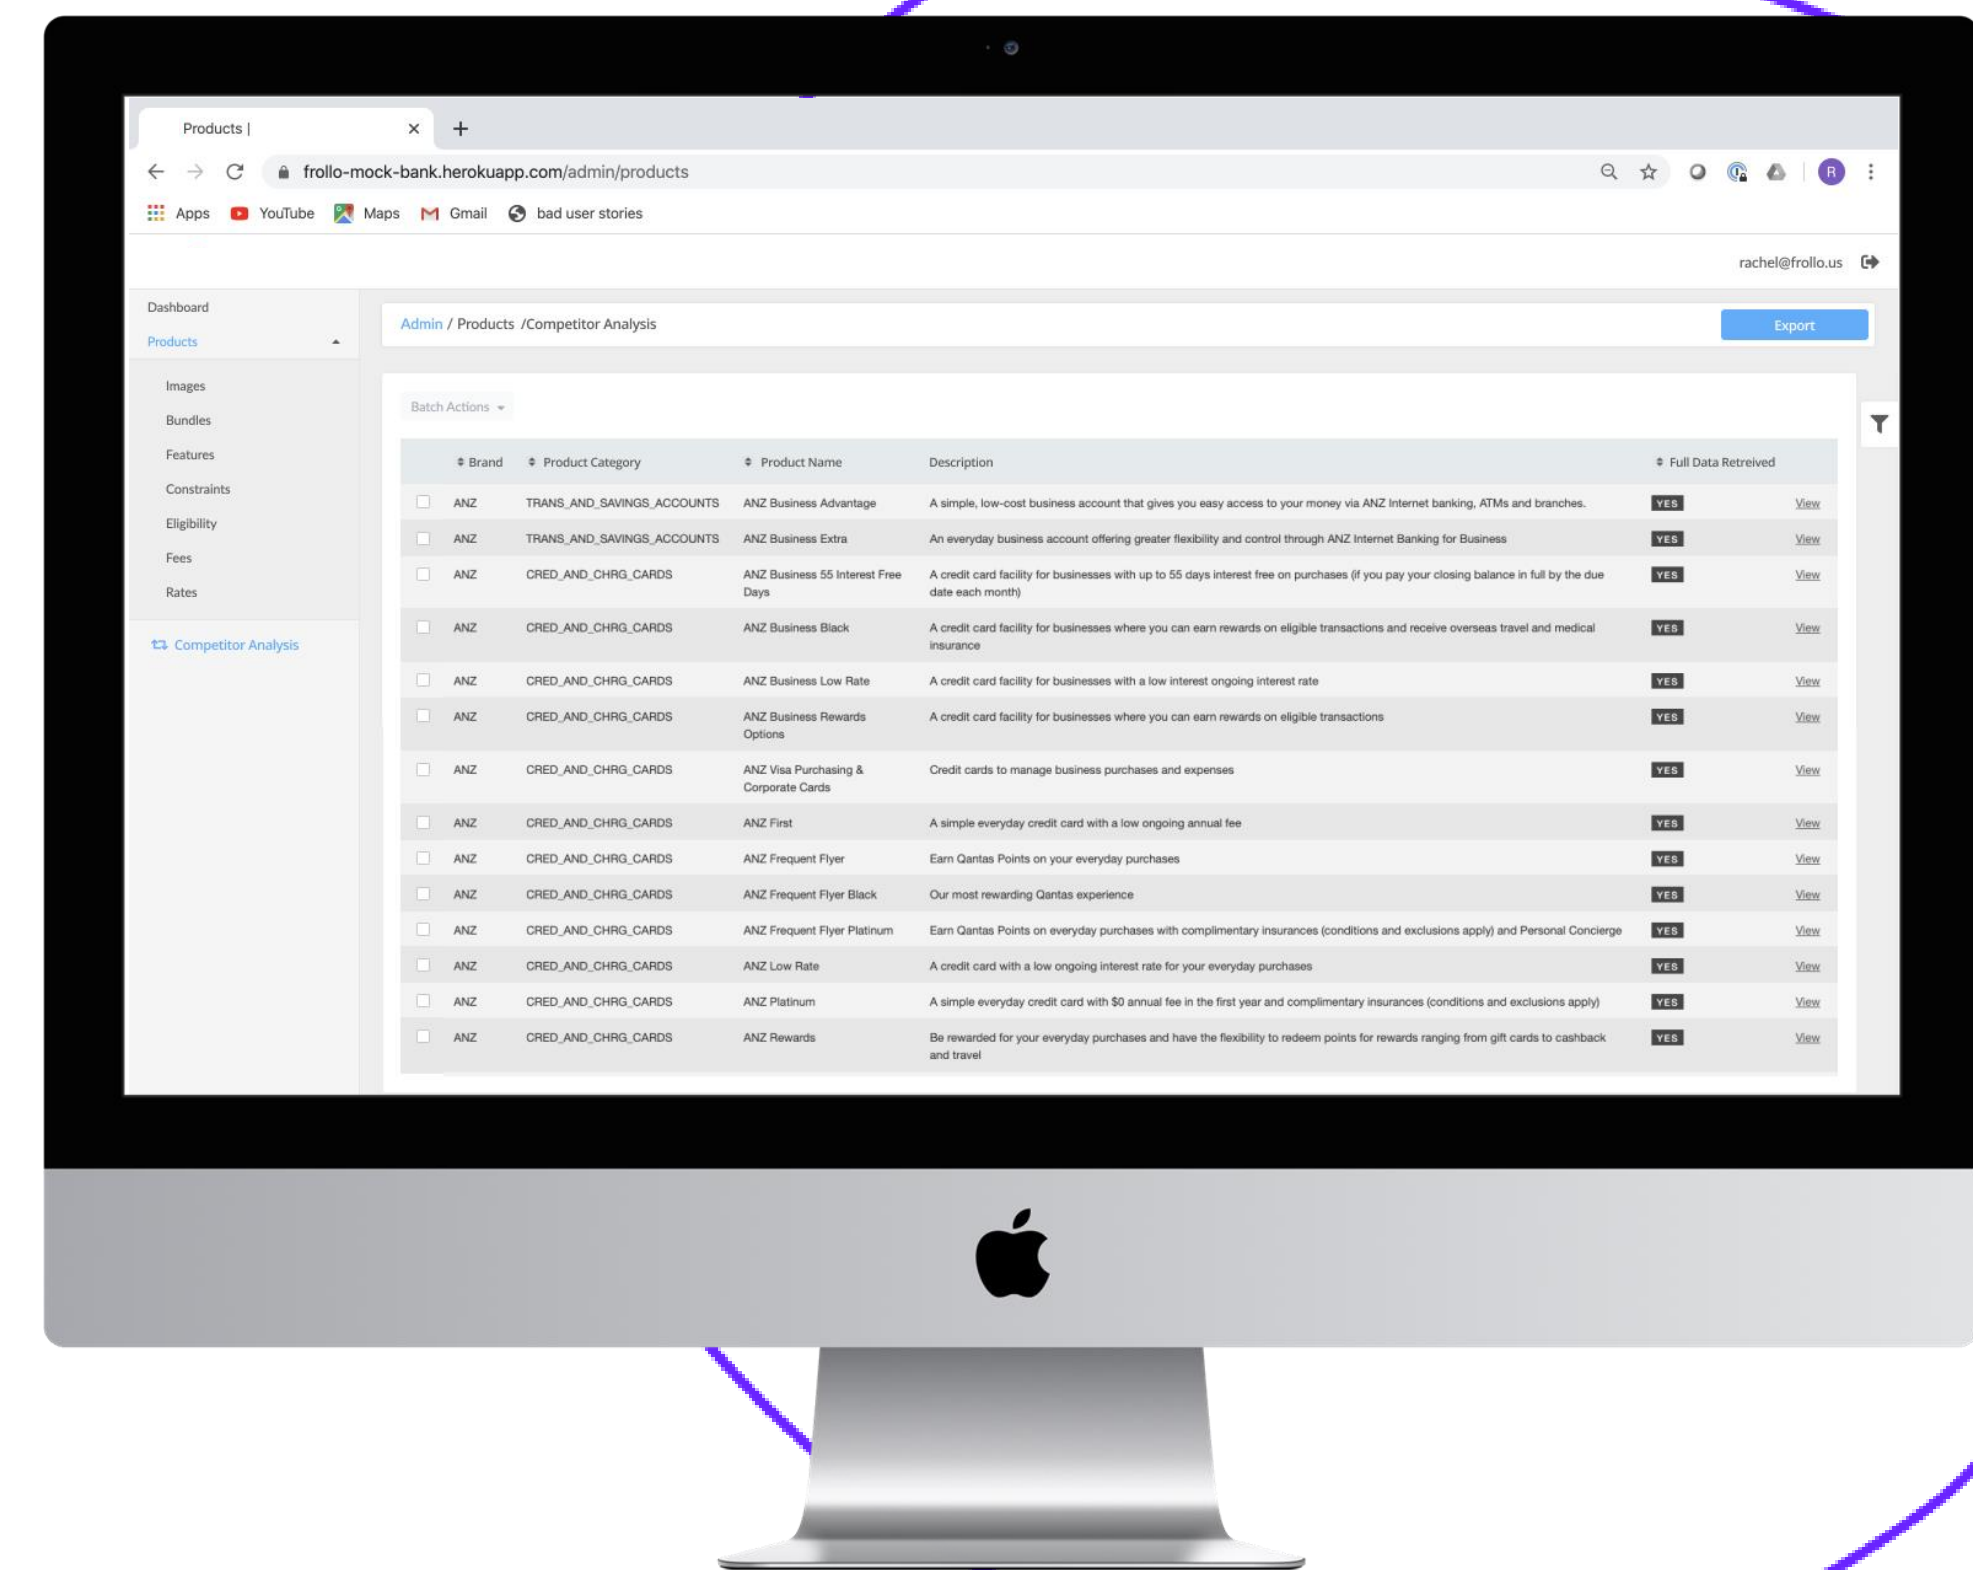 Products |
frollo-mock-bank.herokuapp.com/admin/products
R
Apps YouTube Maps Gmail bad user stories
rachel@frollo.us
Dashboard
Products
Images
Bundles
Features
Constraints
Eligibility
Fees
Rates
Competitor Analysis
Admin / Products /Competitor Analysis
Export
Batch Actions
Brand Product Category Product Name Description Full Data Retreived
ANZ TRANS_AND_SAVINGS_ACCOUNTS ANZ Business Advantage A simple, low-cost business account that gives you easy access to your money via ANZ Internet banking, ATMs and branches. YES View
ANZ TRANS_AND_SAVINGS_ACCOUNTS ANZ Business Extra An everyday business account offering greater flexibility and control through ANZ Internet Banking for Business YES View
ANZ CRED_AND_CHRG_CARDS ANZ Business 55 Interest Free A credit card facility for businesses with up to 55 days interest free on purchases (if you pay your closing balance in full by the due YES View
Days date each month)
ANZ CRED_AND_CHRG_CARDS ANZ Business Black A credit card facility for businesses where you can earn rewards on eligible transactions and receive overseas travel and medical YES View
insurance
ANZ CRED_AND_CHRG_CARDS ANZ Business Low Rate A credit card facility for businesses with a low interest ongoing interest rate YES View
ANZ CRED_AND_CHRG_CARDS ANZ Business Rewards A credit card facility for businesses where you can earn rewards on eligible transactions YES View
Options
ANZ CRED_AND_CHRG_CARDS ANZ Visa Purchasing & Credit cards to manage business purchases and expenses YES View
Corporate Cards
ANZ CRED_AND_CHRG_CARDS ANZ First A simple everyday credit card with a low ongoing annual fee YES View
ANZ CRED_AND_CHRG_CARDS ANZ Frequent Flyer Earn Qantas Points on your everyday purchases YES View
ANZ CRED_AND_CHRG_CARDS ANZ Frequent Flyer Black Our most rewarding Qantas experience YES View
ANZ CRED_AND_CHRG_CARDS ANZ Frequent Flyer Platinum Earn Qantas Points on everyday purchases with complimentary insurances (conditions and exclusions apply) and Personal Concierge YES View
ANZ CRED_AND_CHRG_CARDS ANZ Low Rate A credit card with a low ongoing interest rate for your everyday purchases YES View
ANZ CRED_AND_CHRG_CARDS ANZ Platinum A simple everyday credit card with $0 annual fee in the first year and complimentary insurances (conditions and exclusions apply) YES View
ANZ CRED_AND_CHRG_CARDS ANZ Rewards Be rewarded for your everyday purchases and have the flexibility to redeem points for rewards ranging from gift cards to cashback YES View
and travel